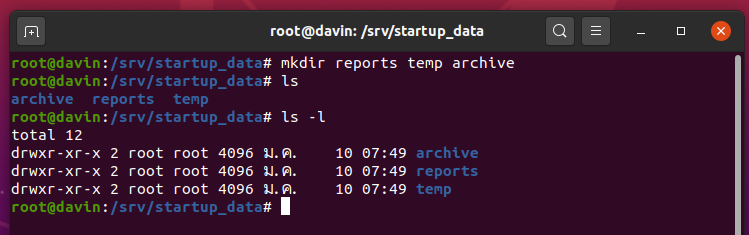 root@davin: /srv/startup_data
root@davin:/srv/startup_data# mkdir reports temp archive
root@davin:/srv/startup_data# ls
archive  reports  temp
root@davin:/srv/startup_data# ls -l
total 12
drwxr-xr-x 2 root root 4096 ม.ค.    10 07:49 archive
drwxr-xr-x 2 root root 4096 ม.ค.    10 07:49 reports
drwxr-xr-x 2 root root 4096 ม.ค.    10 07:49 temp
root@davin:/srv/startup_data#